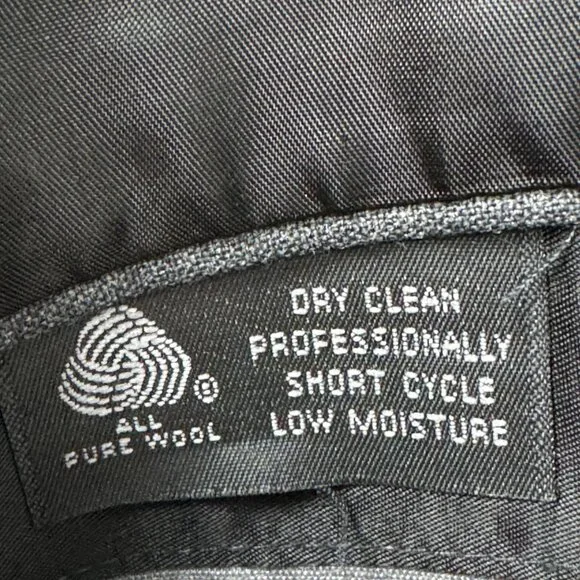 ALL
PURE WOOL
DRY CLEAN
PROFESSIONALLY
SHORT CYCLE
LOW MOISTURE